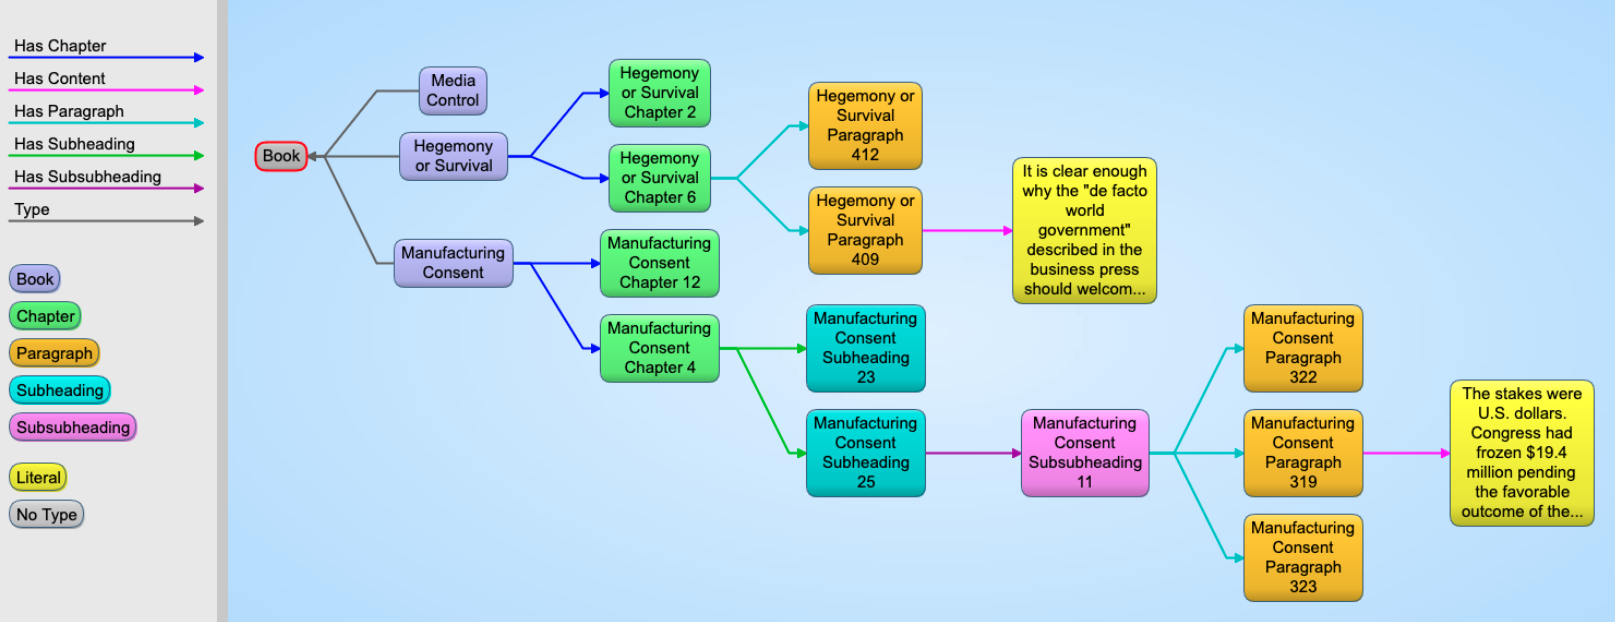 Has Chapter
Has Content
Has Paragraph
Has Subheading
Has Subsubheading
Type
Book
Chapter
Paragraph
Subheading
Subsubheading
Literal
No Type
Book
Media
Control
Hegemony
or Survival
Manufacturing
Consent
Hegemony
or Survival
Chapter 2
Hegemony
or Survival
Chapter 6
Manufacturing
Consent
Chapter 12
Manufacturing
Consent
Chapter 4
Hegemony or
Survival
Paragraph
412
Hegemony or
Survival
Paragraph
409
Manufacturing
Consent
Subheading
23
Manufacturing
Consent
Subheading
25
It is clear enough
why the "de facto
world
government"
described in the
business press
should welcom...
Manufacturing
Consent
Subsubheading
11
Manufacturing
Consent
Paragraph
322
Manufacturing
Consent
Paragraph
319
Manufacturing
Consent
Paragraph
323
The stakes were
U.S. dollars.
Congress had
frozen $19.4
million pending
the favorable
outcome of the...